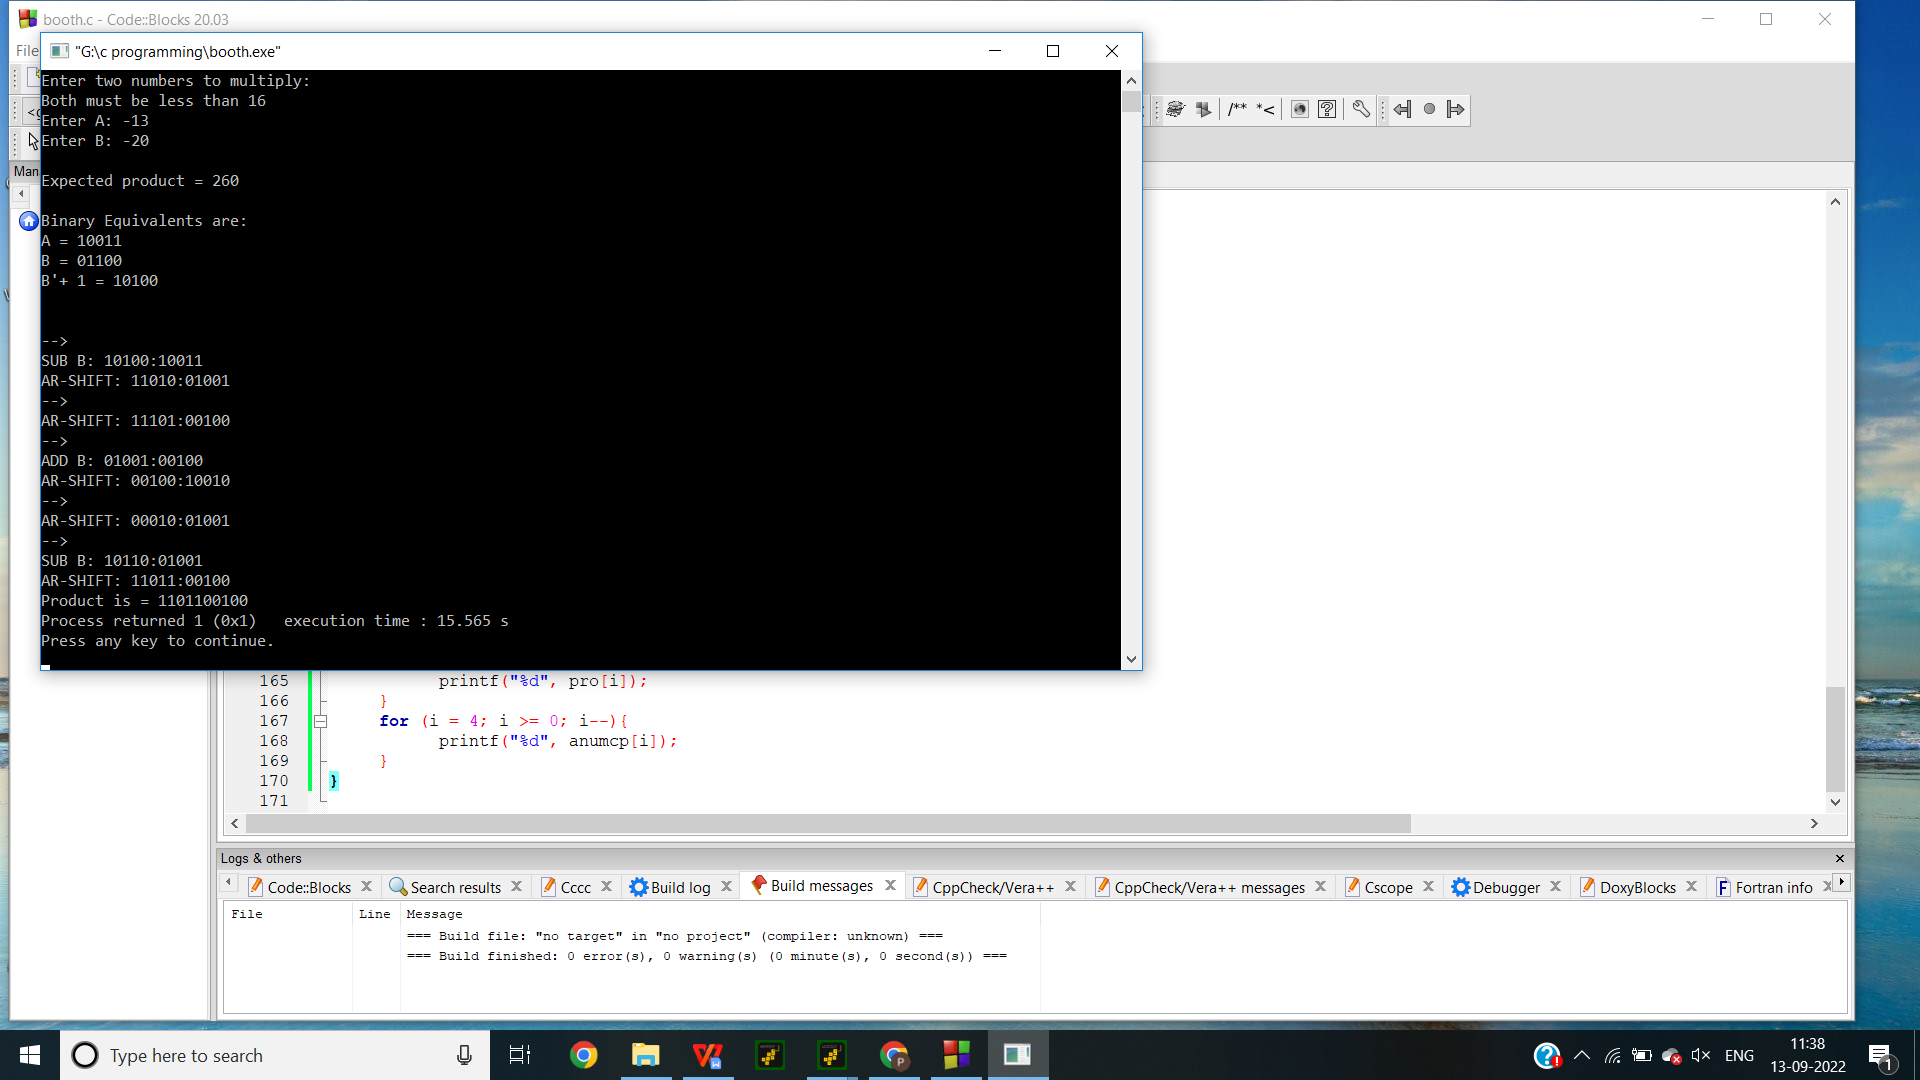 booth.c - Code::Blocks 20.03
File
"G:\c programming\booth.exe"
Enter two numbers to multiply:
Both must be less than 16
Enter A: -13
Enter B: -20
Expected product = 260
Binary Equivalents are:
A = 10011
B = 01100
B'+ 1 = 10100
-->
SUB B: 10100:10011
AR-SHIFT: 11010:01001
-->
AR-SHIFT: 11101:00100
-->
ADD B: 01001:00100
AR-SHIFT: 00100:10010
-->
AR-SHIFT: 00010:01001
-->
SUB B: 10110:01001
AR-SHIFT: 11011:00100
Product is = 1101100100
Process returned 1 (0x1)   execution time : 15.565 s
Press any key to continue.
/** *<
Man
165 printf("%d", pro[i]);
166 }
167 for (i = 4; i >= 0; i--){
168 printf("%d", anumcp[i]);
169 }
170 }
171
Logs & others
Code::Blocks Search results Cccc Build log Build messages CppCheck/Vera++ CppCheck/Vera++ messages Cscope Debugger DoxyBlocks Fortran info
File Line Message
=== Build file: "no target" in "no project" (compiler: unknown) ===
=== Build finished: 0 error(s), 0 warning(s) (0 minute(s), 0 second(s)) ===
Type here to search
ENG
11:38
13-09-2022
1